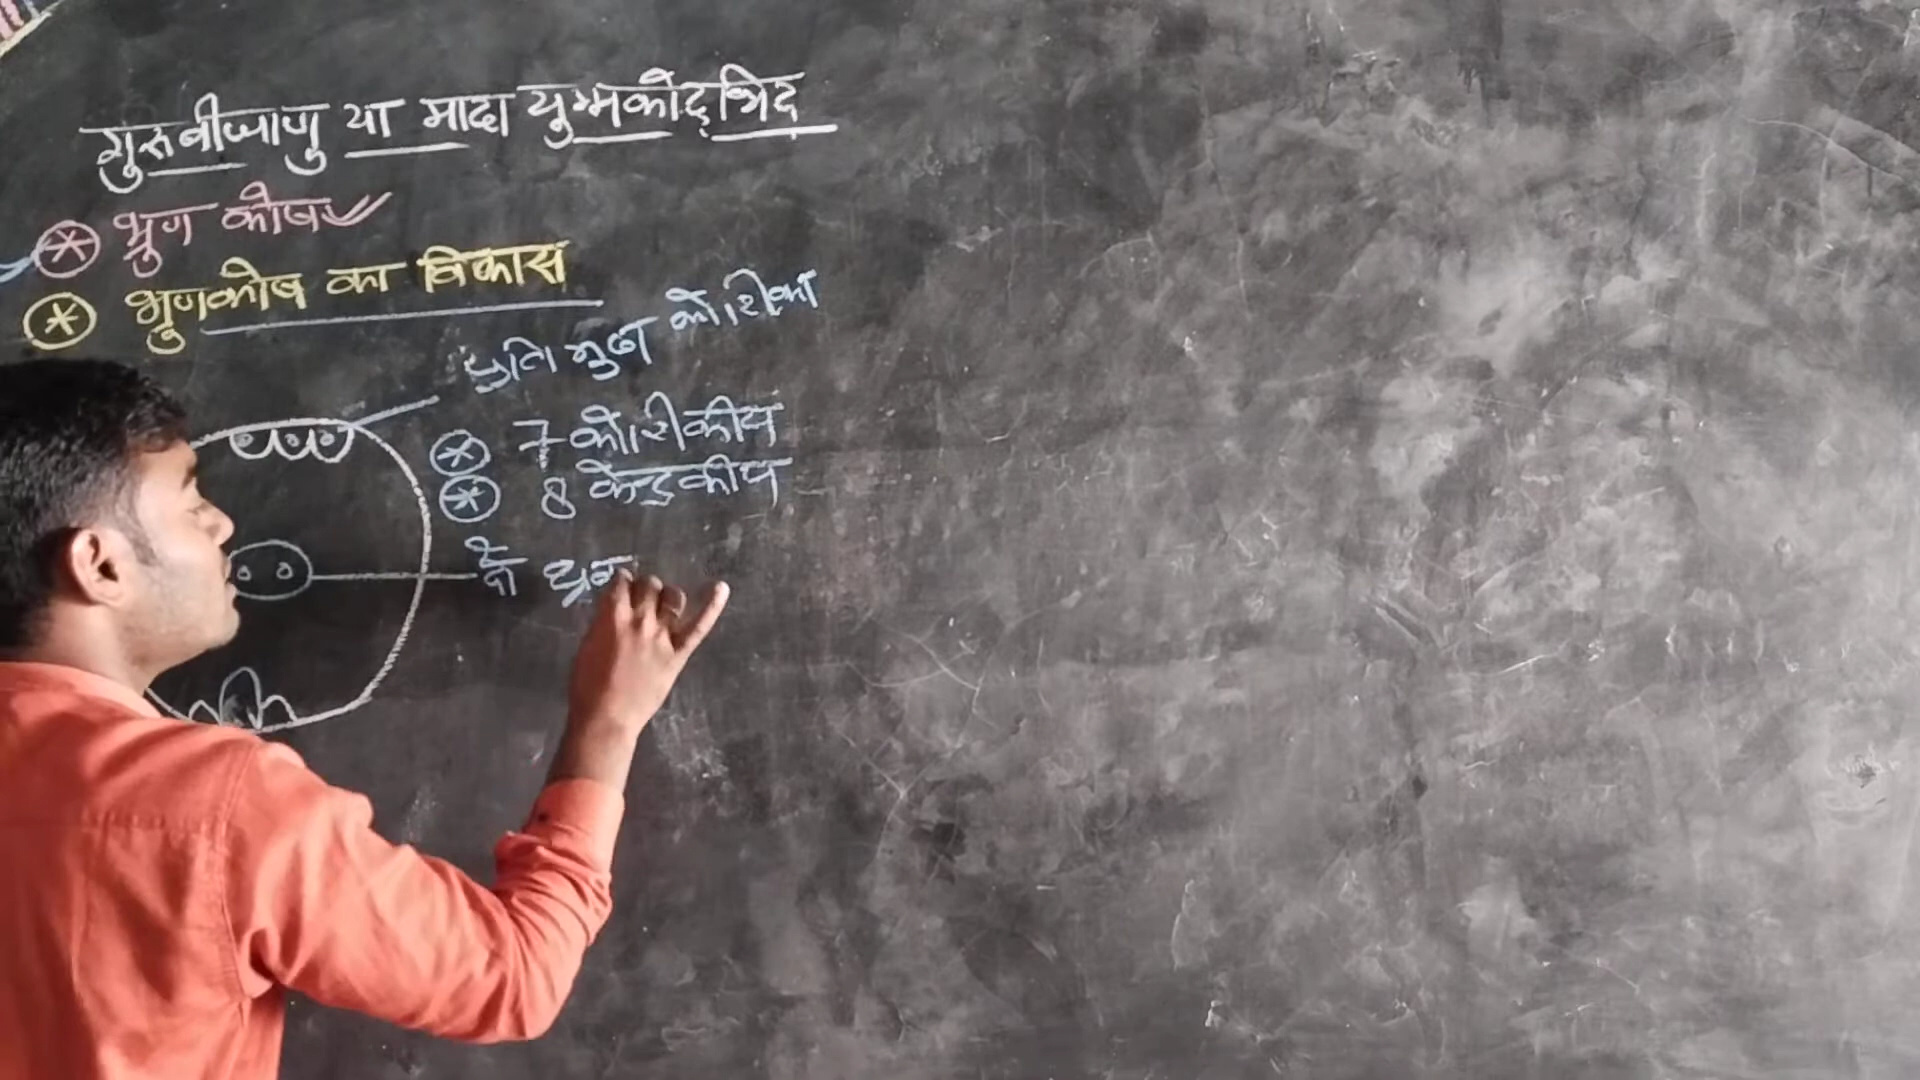 गुरुबीजाणु या मादा युग्मकोद्भिद
* भ्रुण कोष
* भ्रुणकोष का विकास
प्रति मुख कोशीका
* 7 कोशीकीय
* 8 केन्द्रकीय
दो ध्रुव